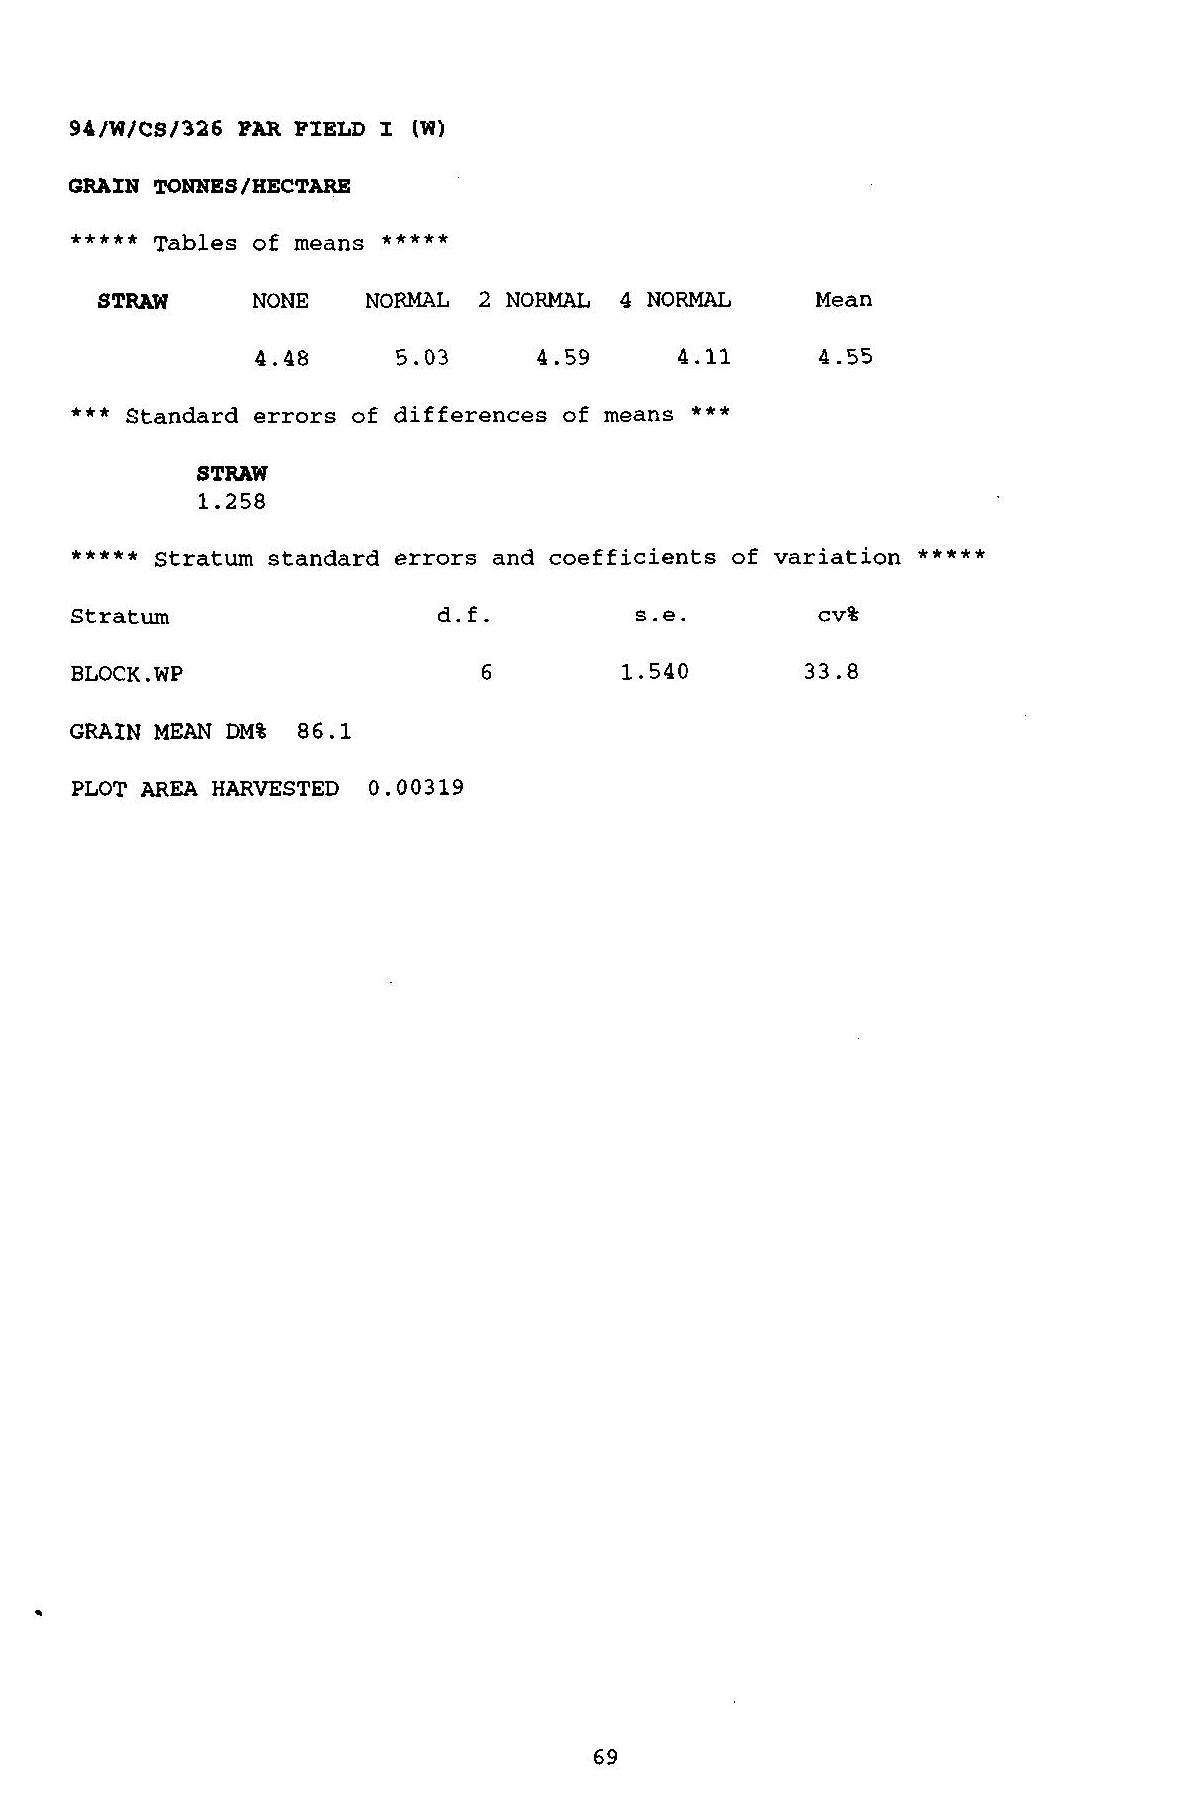 94/W/CS/326 FAR FIELD I (W)
GRAIN TONNES/HECTARE
***** Tables of means *****
STRAW NONE NORMAL 2 NORMAL 4 NORMAL Mean
4.48 5.03 4.59 4.11 4.55
*** Standard errors of differences of means ***
STRAW
1.258
***** Stratum standard errors and coefficients of variation *****
Stratum d.f. s.e. cv%
BLOCK.WP 6 1.540 33.8
GRAIN MEAN DM% 86.1
PLOT AREA HARVESTED 0.00319
69